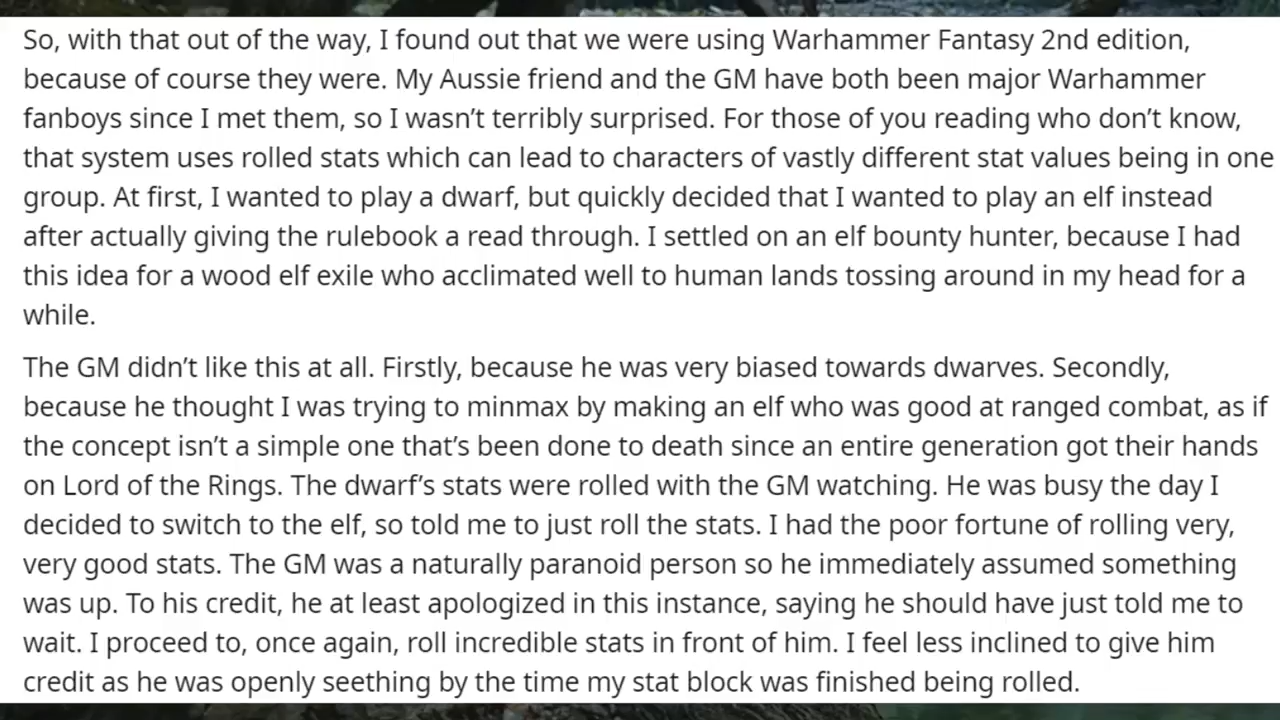 So, with that out of the way, I found out that we were using Warhammer Fantasy 2nd edition,
because of course they were. My Aussie friend and the GM have both been major Warhammer
fanboys since I met them, so I wasn’t terribly surprised. For those of you reading who don’t know,
that system uses rolled stats which can lead to characters of vastly different stat values being in one
group. At first, I wanted to play a dwarf, but quickly decided that I wanted to play an elf instead
after actually giving the rulebook a read through. I settled on an elf bounty hunter, because I had
this idea for a wood elf exile who acclimated well to human lands tossing around in my head for a
while.
The GM didn’t like this at all. Firstly, because he was very biased towards dwarves. Secondly,
because he thought I was trying to minmax by making an elf who was good at ranged combat, as if
the concept isn’t a simple one that’s been done to death since an entire generation got their hands
on Lord of the Rings. The dwarf’s stats were rolled with the GM watching. He was busy the day I
decided to switch to the elf, so told me to just roll the stats. I had the poor fortune of rolling very,
very good stats. The GM was a naturally paranoid person so he immediately assumed something
was up. To his credit, he at least apologized in this instance, saying he should have just told me to
wait. I proceed to, once again, roll incredible stats in front of him. I feel less inclined to give him
credit as he was openly seething by the time my stat block was finished being rolled.